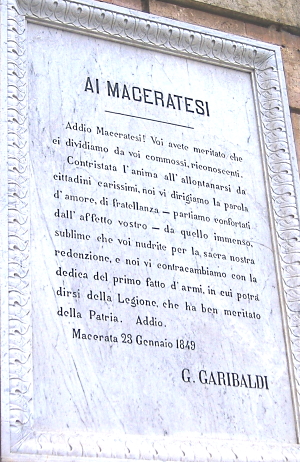 AI MACERATESI
Addio Maceratesi! Voi avete meritato che
ci dividiamo da voi commossi, riconoscenti.
Contristata l'anima all'allontanarsi da
cittadini carissimi, noi vi dirigiamo la parola
d'amore, di fratellanza – partiamo confortati
dall'affetto vostro – da quello immenso,
sublime che voi nudrite per la sacra nostra
redenzione, e noi vi contracambiamo con la
dedica del primo fatto d'armi, in cui potrà
dirsi della Legione, che ha ben meritato
della Patria. Addio.
Macerata 23 Gennaio 1849
G. GARIBALDI